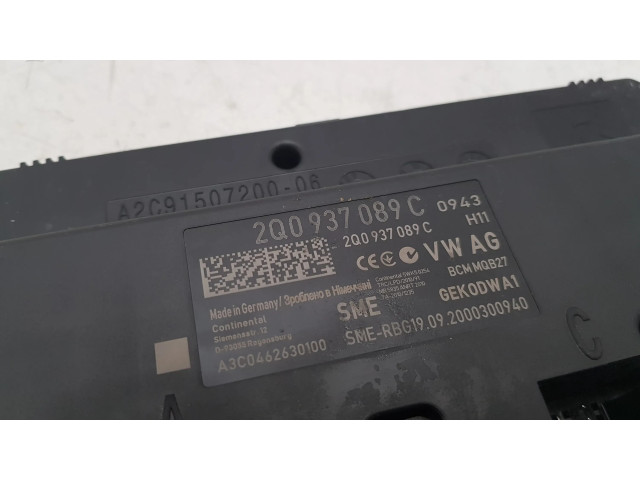 A2C91507200-06
2Q0 937 089 C 0943
2Q0 937 089 C H11
CE VW AG
BCM MQB27
Made in Germany/ Зроблено в Німеччині
Continental
Siemensstr. 12
D-93055 Regensburg
SME
GEKODWA1
A3C0462630100
SME-RBG19.09.2000300940
A
C